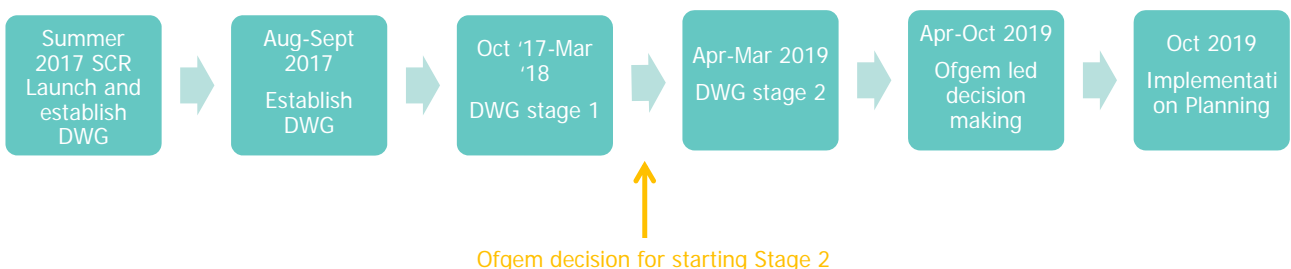 Summer
2017 SCR
Launch and
establish
DWG
Aug-Sept
2017
Establish
DWG
Oct ‘17-Mar
‘18
DWG stage 1
Apr-Mar 2019
DWG stage 2
Apr-Oct 2019
Ofgem led
decision
making
Oct 2019
Implementati
on Planning
Ofgem decision for starting Stage 2